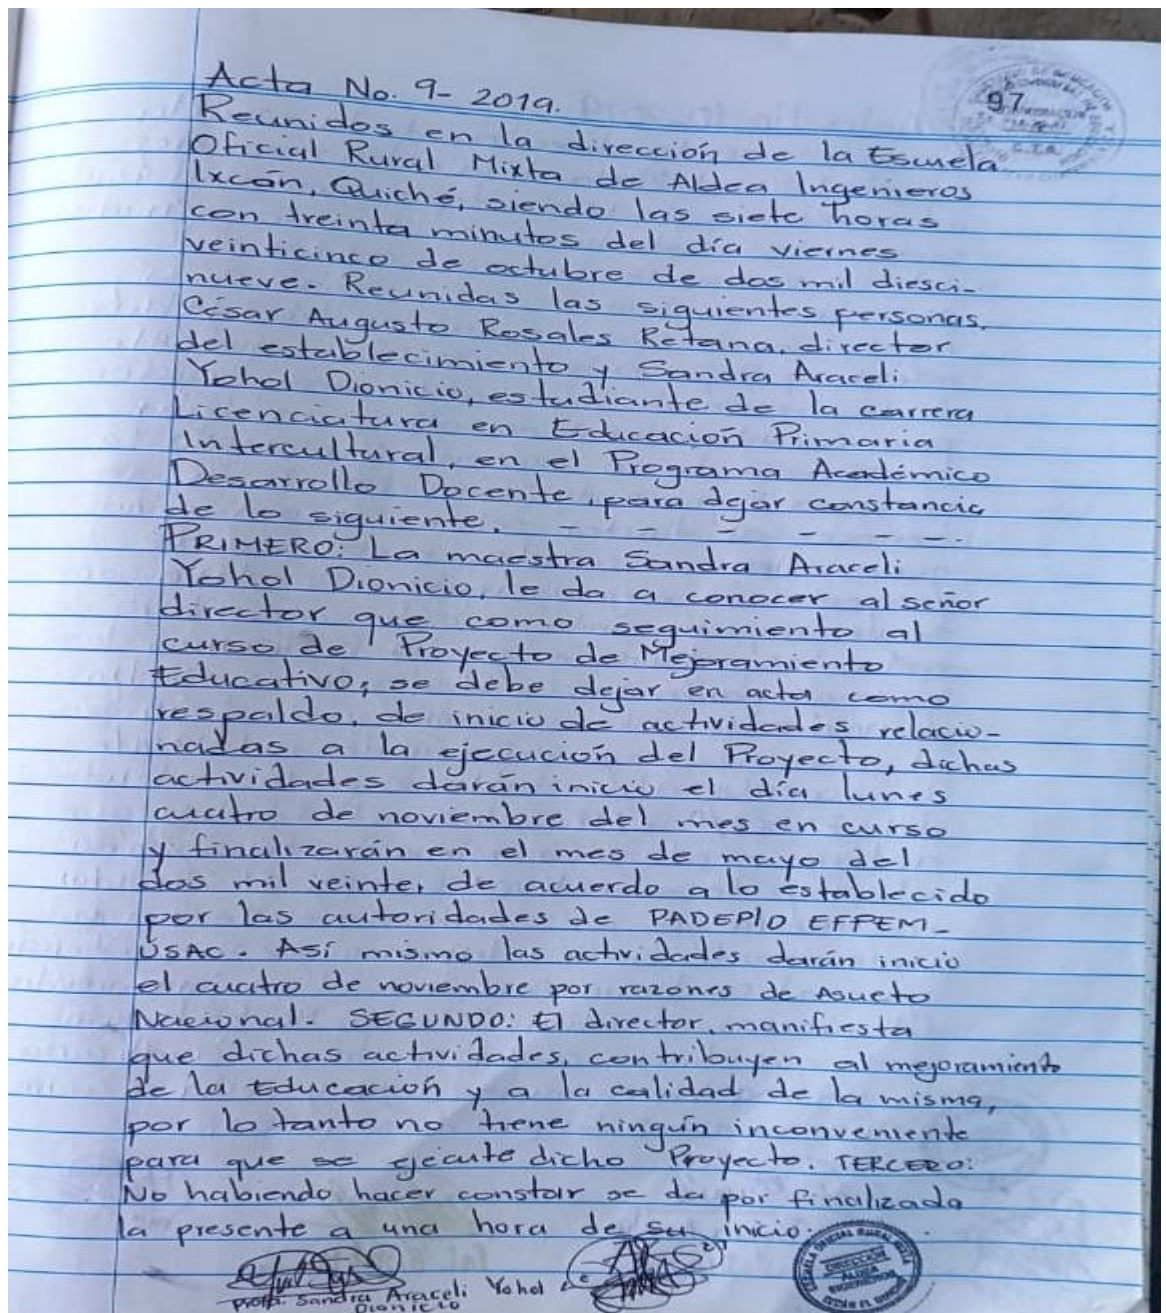 97
Acta No. 9- 2019.
Reunidos en la dirección de la Escuela
Oficial Rural Mixta de Aldea Ingenieros
Ixcán, Quiché, siendo las siete horas
con treinta minutos del día viernes
veinticinco de octubre de dos mil diesci-
nueve. Reunidas las siguientes personas.
César Augusto Rosales Retana, director
del establecimiento y Sandra Araceli
Yohol Dionicio, estudiante de la carrera
Licenciatura en Educación Primaria
Intercultural, en el Programa Académico
Desarrollo Docente, para dejar constancia
de lo siguiente. - - - - - -.
PRIMERO: La maestra Sandra Araceli
Yohol Dionicio, le da a conocer al señor
director que como seguimiento al
curso de Proyecto de Mejoramiento
Educativo; se debe dejar en acta como
respaldo, de inicio de actividades relacio-
nadas a la ejecución del Proyecto, dichas
actividades darán inicio el día lunes
cuatro de noviembre del mes en curso
y finalizarán en el mes de mayo del
dos mil veinte, de acuerdo a lo establecido
por las autoridades de PADEP/D EFPEM-
USAC. Así mismo las actividades darán inicio
el cuatro de noviembre por razones de Asueto
Nacional. SEGUNDO: El director, manifiesta
que dichas actividades, contribuyen al mejoramiento
de la Educación y a la calidad de la misma,
por lo tanto no tiene ningún inconveniente
para que se ejecute dicho Proyecto. TERCERO:
No habiendo hacer constar se da por finalizada
la presente a una hora de su inicio.
Profa. Sandra Araceli Yohol
Dionicio
ESCUELA OFICIAL RURAL MIXTA
DIRECCIÓN
ALDEA
INGENIEROS